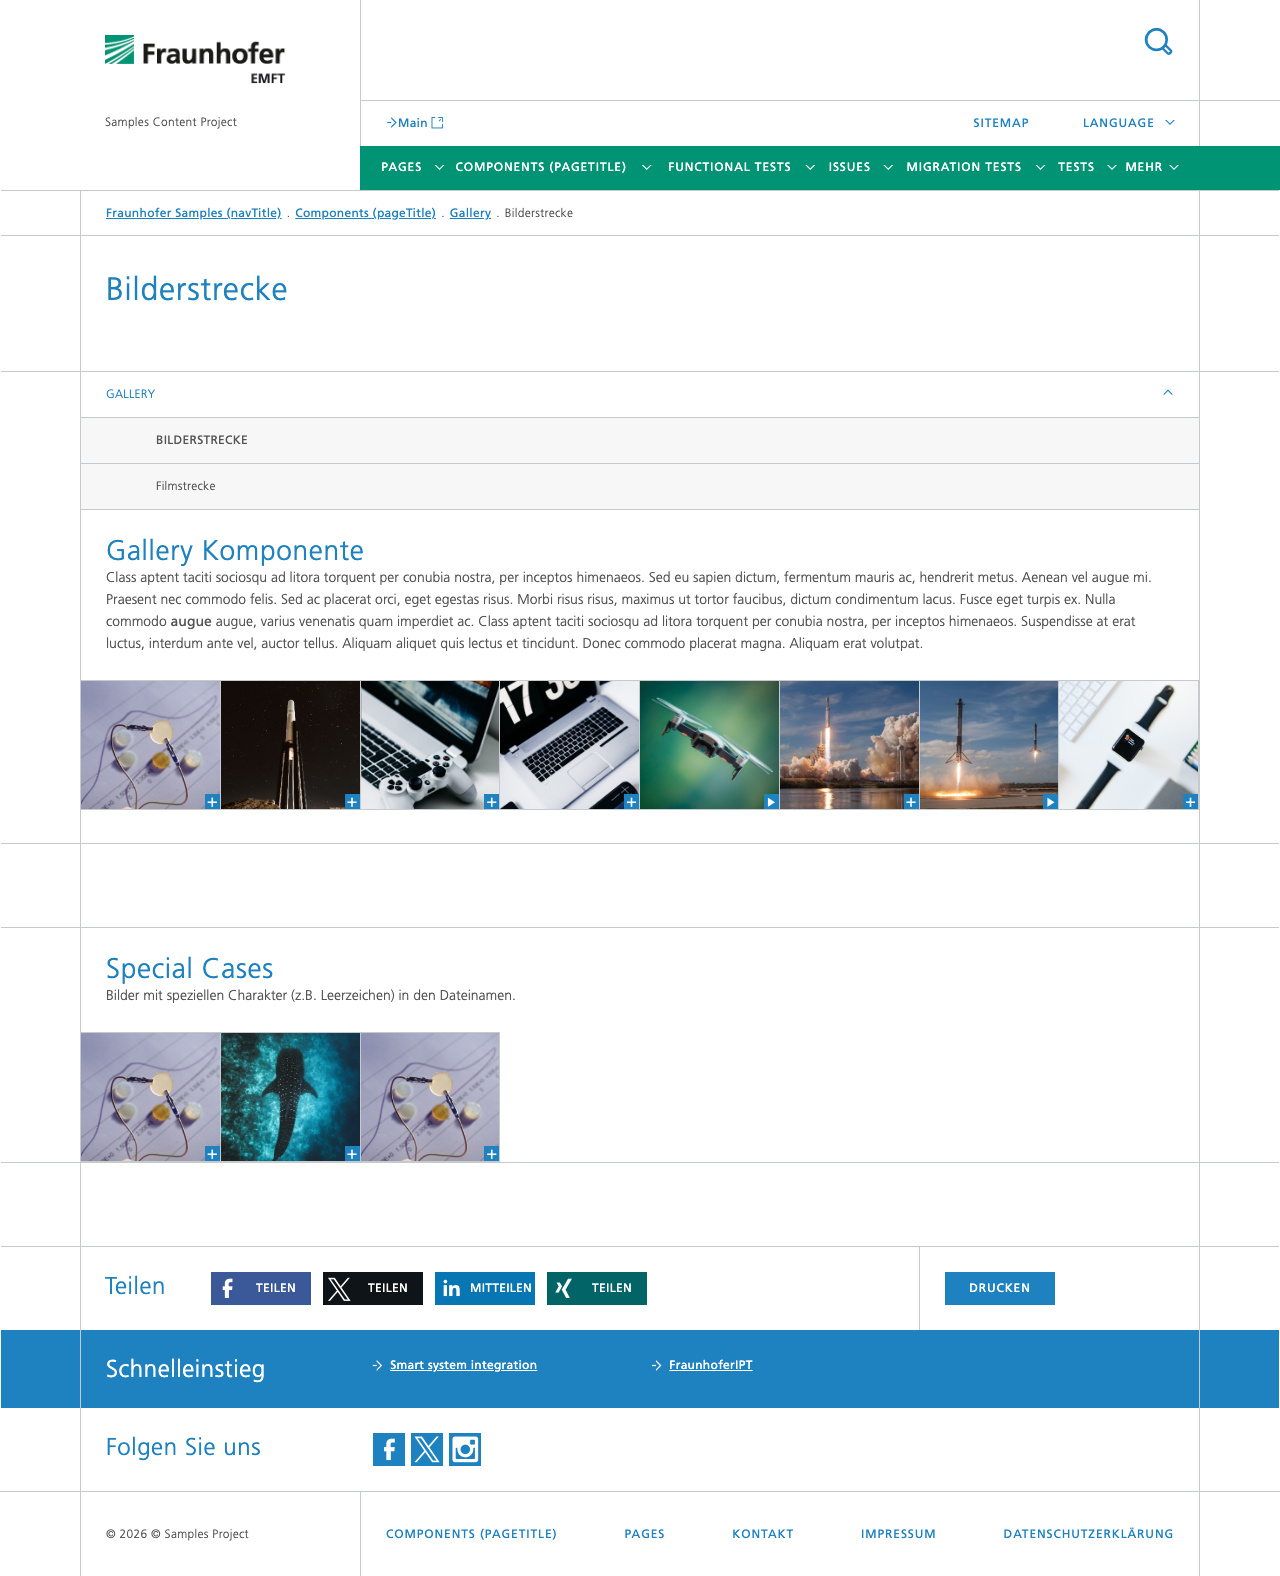 Fraunhofer
EMFT
Samples Content Project
Main
SITEMAP
LANGUAGE
PAGES COMPONENTS (PAGETITLE) FUNCTIONAL TESTS ISSUES MIGRATION TESTS TESTS MEHR
Fraunhofer Samples (navTitle) . Components (pageTitle) . Gallery . Bilderstrecke
Bilderstrecke
GALLERY
BILDERSTRECKE
Filmstrecke
Gallery Komponente
Class aptent taciti sociosqu ad litora torquent per conubia nostra, per inceptos himenaeos. Sed eu sapien dictum, fermentum mauris ac, hendrerit metus. Aenean vel augue mi.
Praesent nec commodo felis. Sed ac placerat orci, eget egestas risus. Morbi risus risus, maximus ut tortor faucibus, dictum condimentum lacus. Fusce eget turpis ex. Nulla
commodo augue augue, varius venenatis quam imperdiet ac. Class aptent taciti sociosqu ad litora torquent per conubia nostra, per inceptos himenaeos. Suspendisse at erat
luctus, interdum ante vel, auctor tellus. Aliquam aliquet quis lectus et tincidunt. Donec commodo placerat magna. Aliquam erat volutpat.
Special Cases
Bilder mit speziellen Charakter (z.B. Leerzeichen) in den Dateinamen.
Teilen
TEILEN
TEILEN
MITTEILEN
TEILEN
DRUCKEN
Schnelleinstieg
Smart system integration
FraunhoferIPT
Folgen Sie uns
© 2026 © Samples Project
COMPONENTS (PAGETITLE) PAGES KONTAKT IMPRESSUM DATENSCHUTZERKLÄRUNG